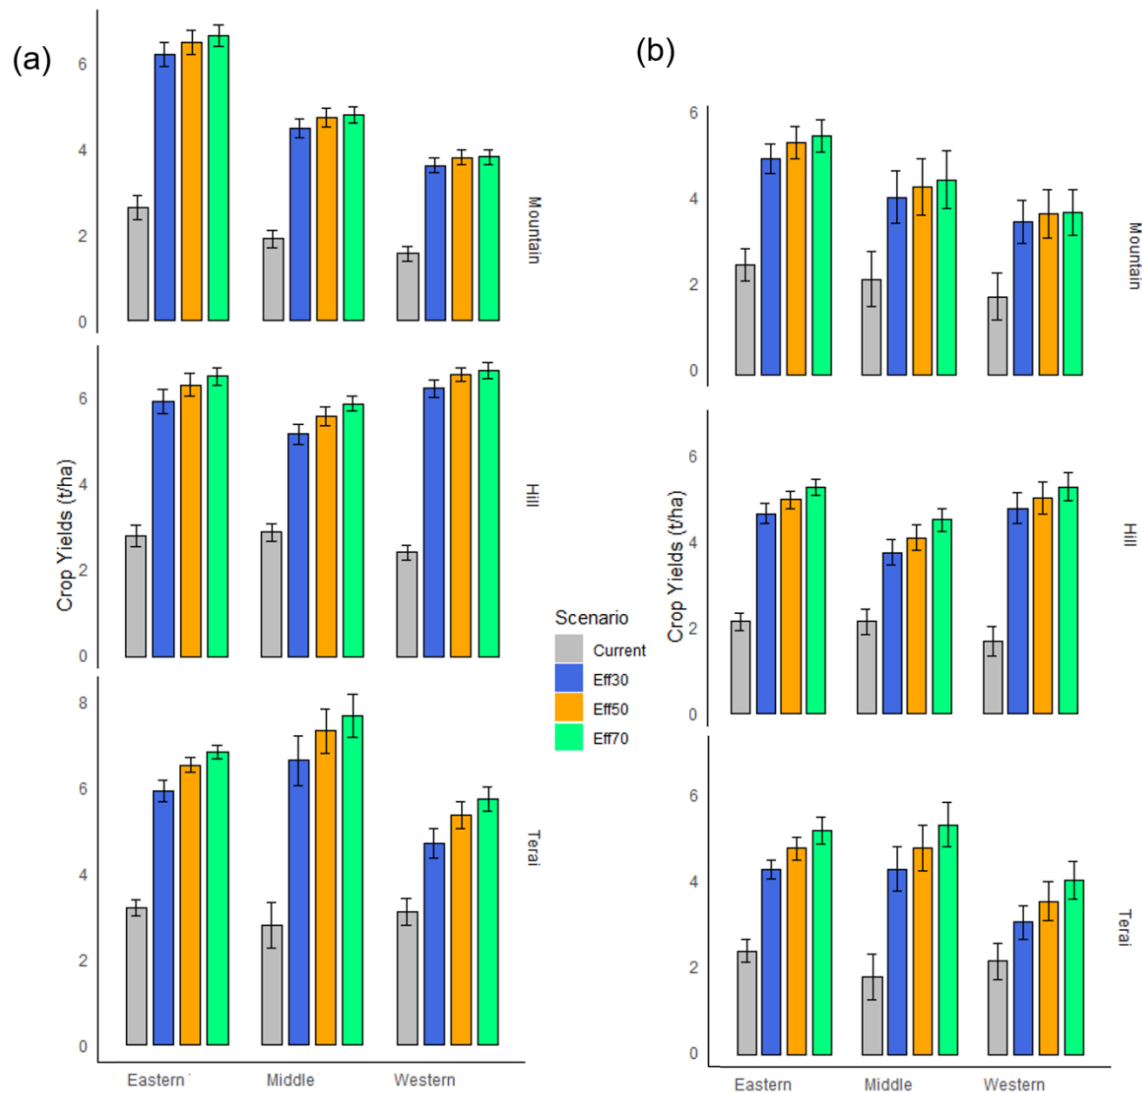 (a)
6
4
2
0
Mountain
Crop Yields (t/ha)
6
4
2
0
Hill
8
6
4
2
0
Terai
Eastern
Middle
Western
Scenario
Current
Eff30
Eff50
Eff70
(b)
6
4
2
0
Mountain
Crop Yields (t/ha)
6
4
2
0
Hill
6
4
2
0
Terai
Eastern
Middle
Western